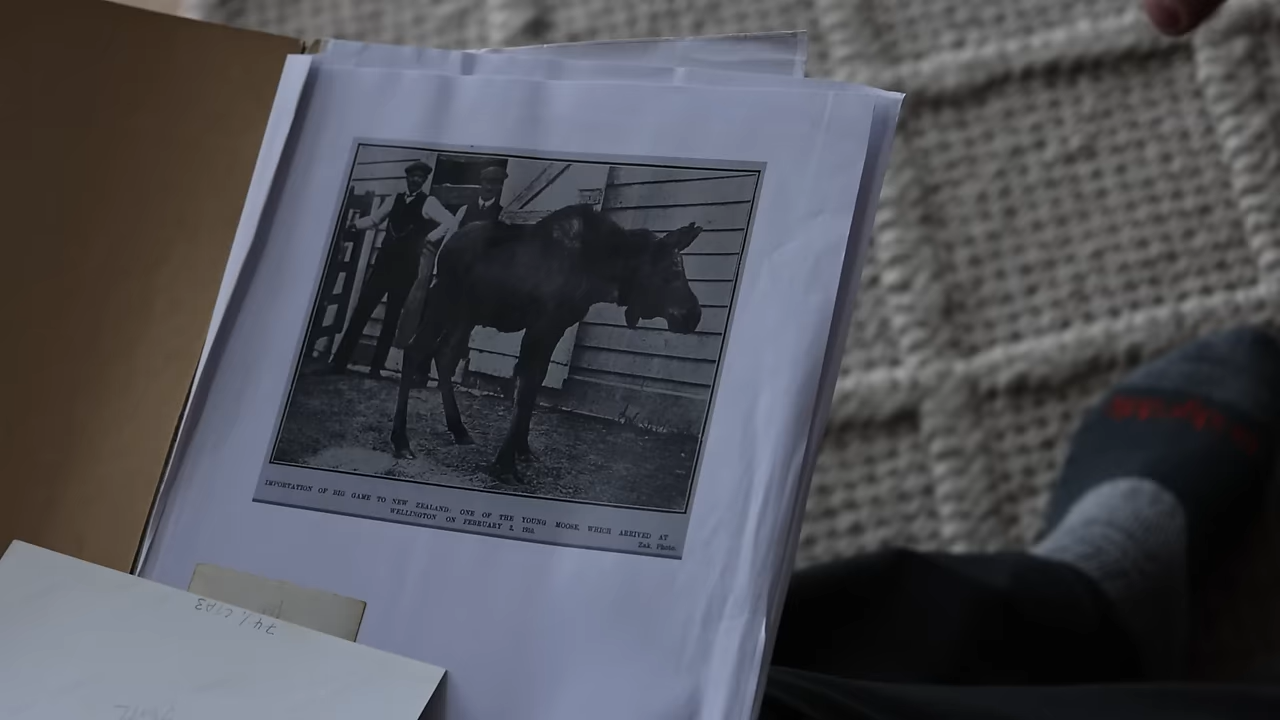 IMPORTATION OF BIG GAME TO NEW ZEALAND: ONE OF THE YOUNG MOOSE, WHICH ARRIVED AT
WELLINGTON ON FEBRUARY 2, 1910.
Zak, Photo.